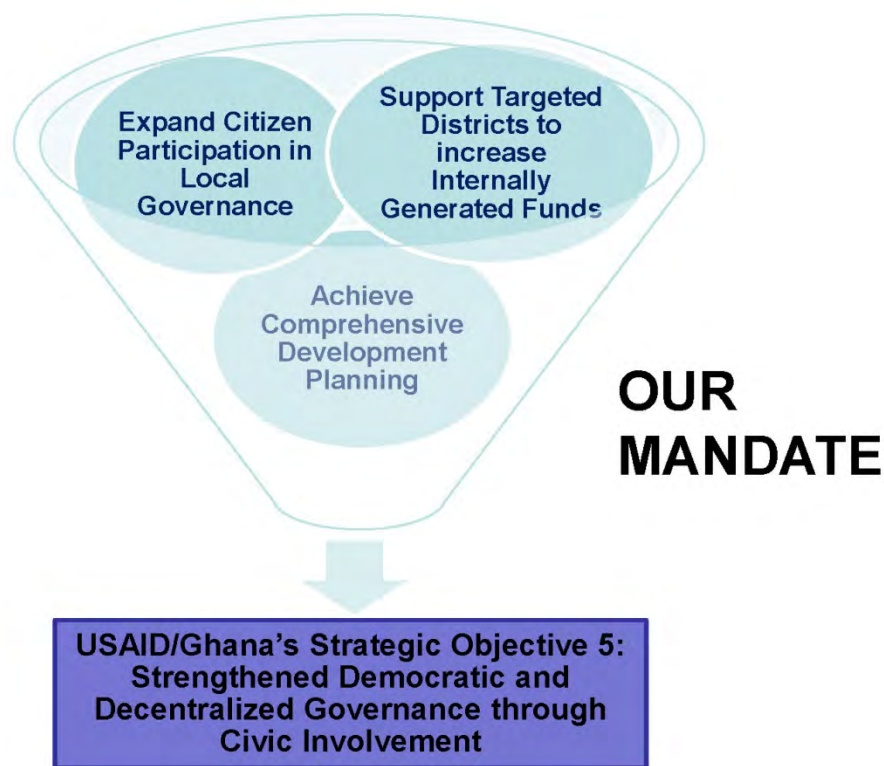 Expand Citizen
Participation in
Local
Governance
Support Targeted
Districts to
increase
Internally
Generated Funds
Achieve
Comprehensive
Development
Planning
OUR
MANDATE
USAID/Ghana’s Strategic Objective 5:
Strengthened Democratic and
Decentralized Governance through
Civic Involvement